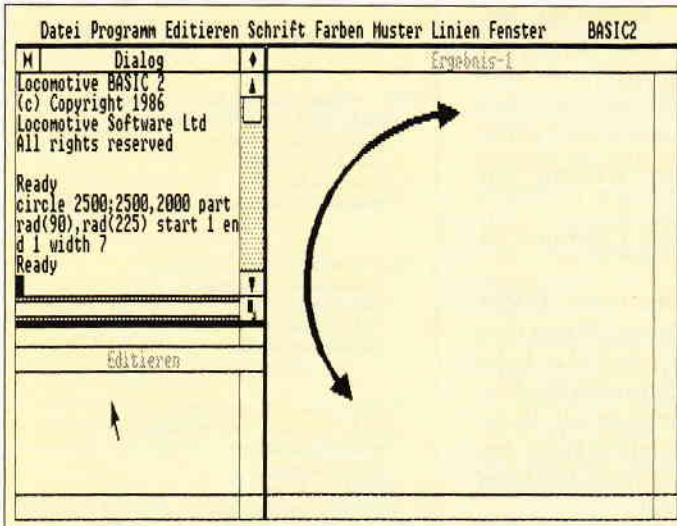 Datei Programm Editieren Schrift Farben Muster Linien Fenster BASIC2
Dialog
Ergebnis-1
Locomotive BASIC 2
(c) Copyright 1986
Locomotive Software Ltd
All rights reserved
Ready
circle 2500;2500,2000 part
rad(90),rad(225) start 1 en
d 1 width 7
Ready
Editieren